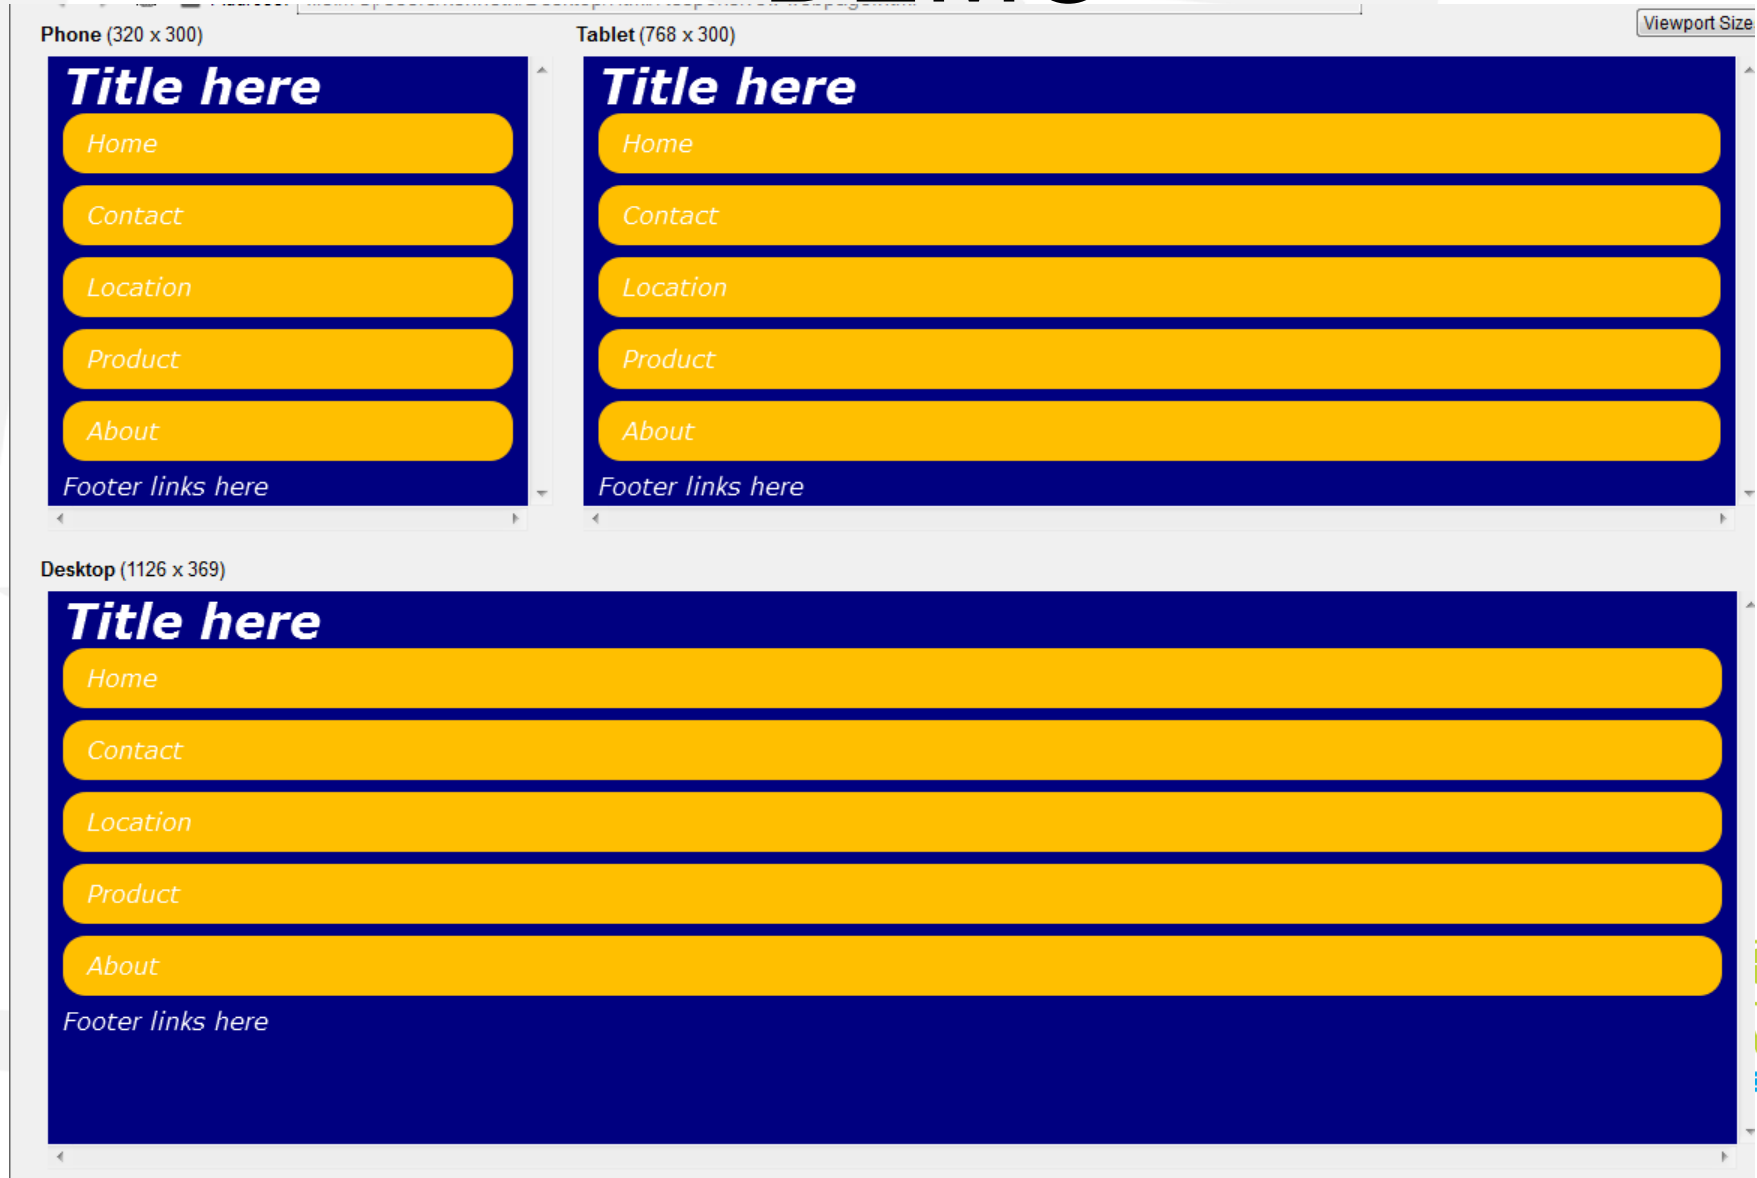 Phone (320 x 300)
Tablet (768 x 300)
Viewport Size
Title here
Home
Contact
Location
Product
About
Footer links here
Title here
Home
Contact
Location
Product
About
Footer links here
Desktop (1126 x 369)
Title here
Home
Contact
Location
Product
About
Footer links here